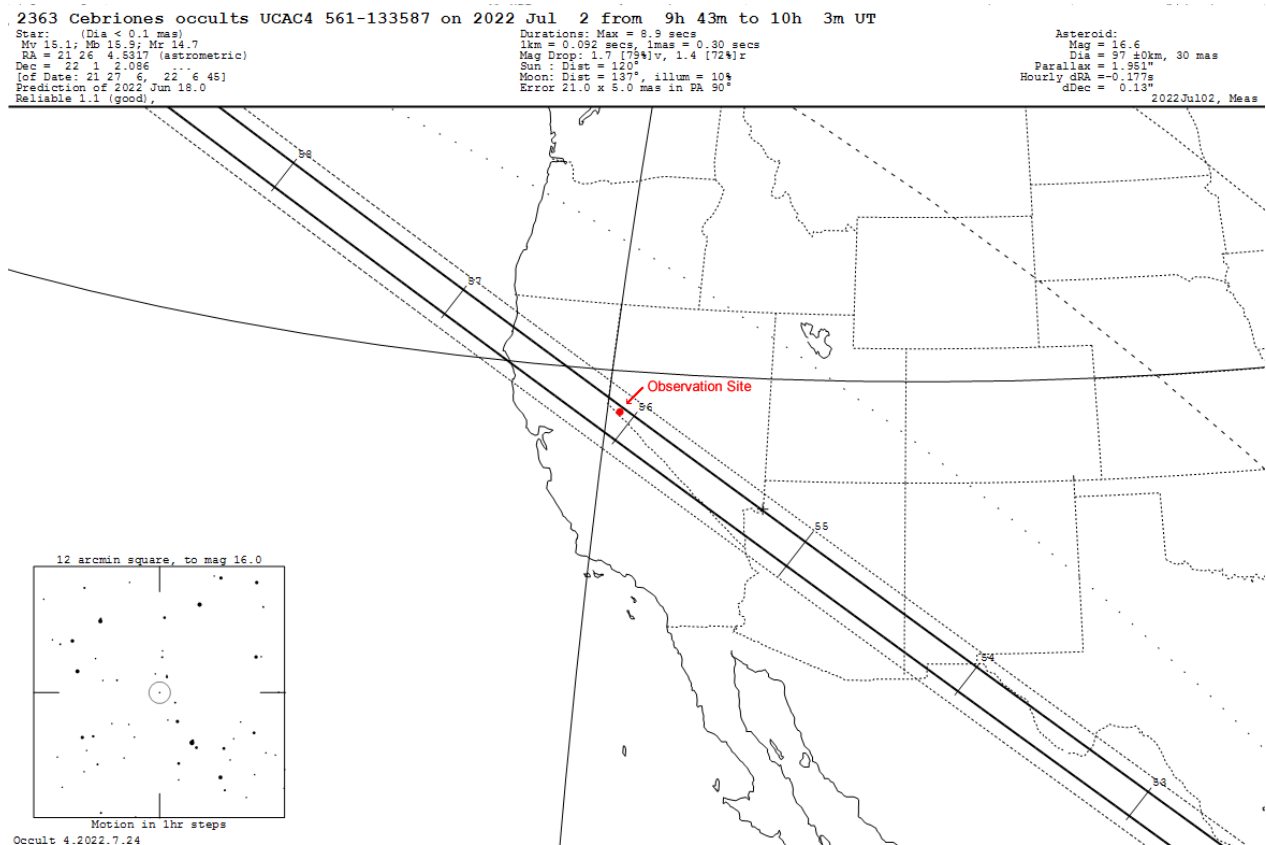 2363 Cebriones occults UCAC4 561-133587 on 2022 Jul  2 from  9h 43m to 10h  3m UT
Star:    (Dia < 0.1 mas)
Mv 15.1; Mb 15.9; Mr 14.7
RA = 21 26  4.5317 (astrometric)
Dec =  22  1  2.086   ...
[of Date: 21 27  6,  22  6 45]
Prediction of 2022 Jun 18.0
Reliable 1.1 (good),
Durations: Max = 8.9 secs
1km = 0.092 secs, 1mas = 0.30 secs
Mag Drop: 1.7 [79%]v, 1.4 [72%]r
Sun : Dist = 120°
Moon: Dist = 137°, illum = 10%
Error 21.0 x 5.0 mas in PA 90°
Asteroid:
Mag = 16.6
Dia = 97 ±0km, 30 mas
Parallax = 1.951"
Hourly dRA =-0.177s
dDec =  0.13"
2022Jul02, Meas
58
57
Observation Site
56
55
54
53
12 arcmin square, to mag 16.0
Motion in 1hr steps
Occult 4.2022.7.24